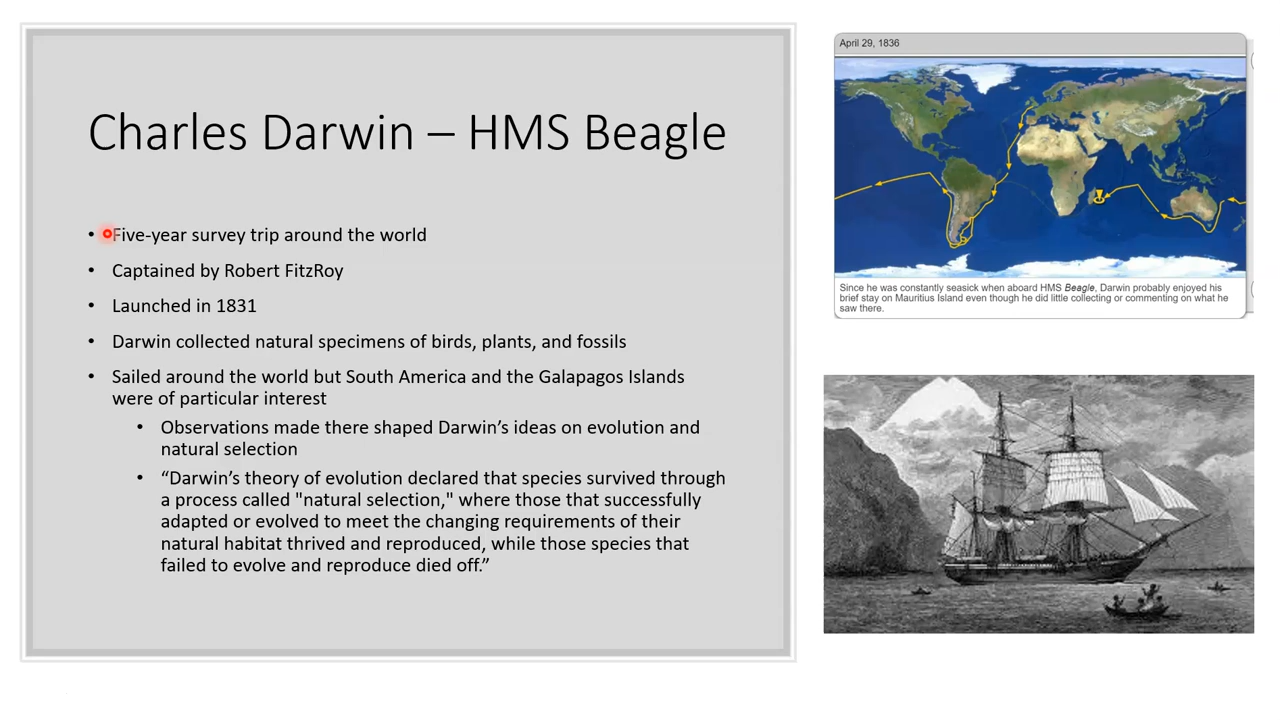 Charles Darwin – HMS Beagle
• Five-year survey trip around the world
• Captained by Robert FitzRoy
• Launched in 1831
• Darwin collected natural specimens of birds, plants, and fossils
• Sailed around the world but South America and the Galapagos Islands
were of particular interest
• Observations made there shaped Darwin’s ideas on evolution and
natural selection
• “Darwin’s theory of evolution declared that species survived through
a process called "natural selection," where those that successfully
adapted or evolved to meet the changing requirements of their
natural habitat thrived and reproduced, while those species that
failed to evolve and reproduce died off.”
April 29, 1836
Since he was constantly seasick when aboard HMS Beagle, Darwin probably enjoyed his
brief stay on Mauritius Island even though he did little collecting or commenting on what he
saw there.